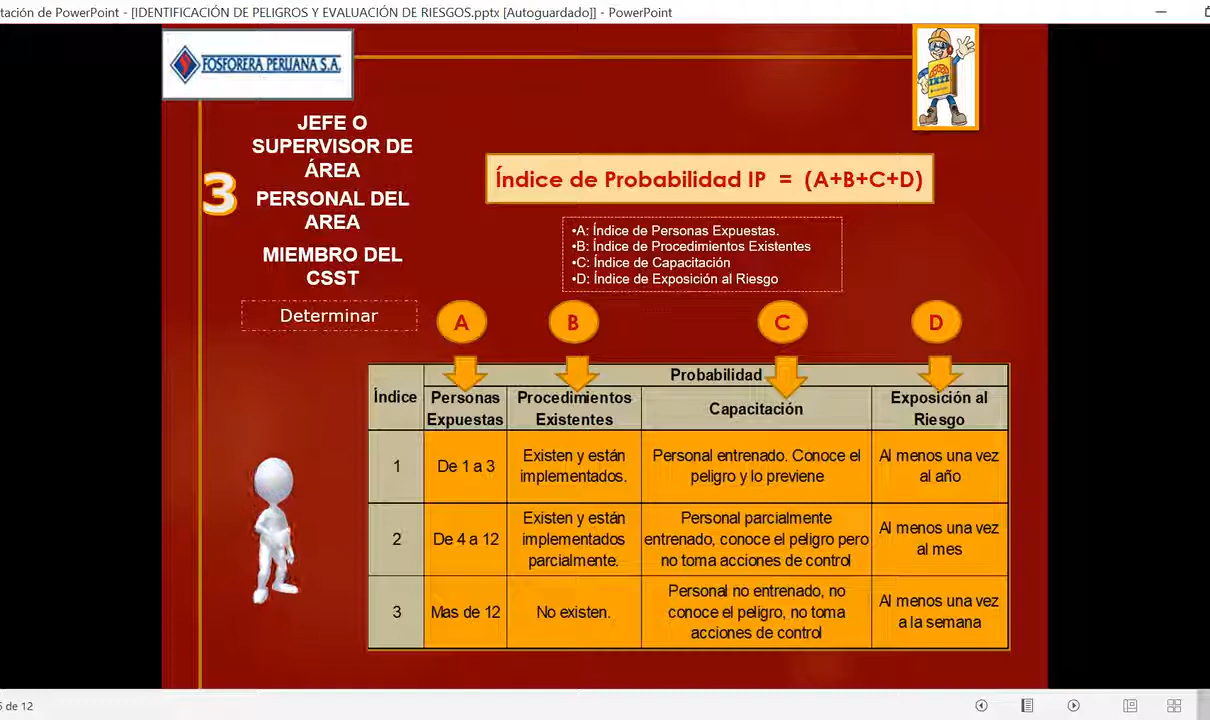 tación de PowerPoint - [IDENTIFICACIÓN DE PELIGROS Y EVALUACIÓN DE RIESGOS.pptx [Autoguardado]] - PowerPoint
FOSFORERA PERUANA S.A.
3
JEFE O
SUPERVISOR DE
ÁREA
PERSONAL DEL
AREA
MIEMBRO DEL
CSST
Determinar
Índice de Probabilidad IP = (A+B+C+D)
•A: Índice de Personas Expuestas.
•B: Índice de Procedimientos Existentes
•C: Índice de Capacitación
•D: Índice de Exposición al Riesgo
A B C D
Índice
Probabilidad
Personas
Expuestas
Procedimientos
Existentes
Capacitación
Exposición al
Riesgo
1
De 1 a 3
Existen y están
implementados.
Personal entrenado. Conoce el
peligro y lo previene
Al menos una vez
al año
2
De 4 a 12
Existen y están
implementados
parcialmente.
Personal parcialmente
entrenado, conoce el peligro pero
no toma acciones de control
Al menos una vez
al mes
3
Mas de 12
No existen.
Personal no entrenado, no
conoce el peligro, no toma
acciones de control
Al menos una vez
a la semana
de 12